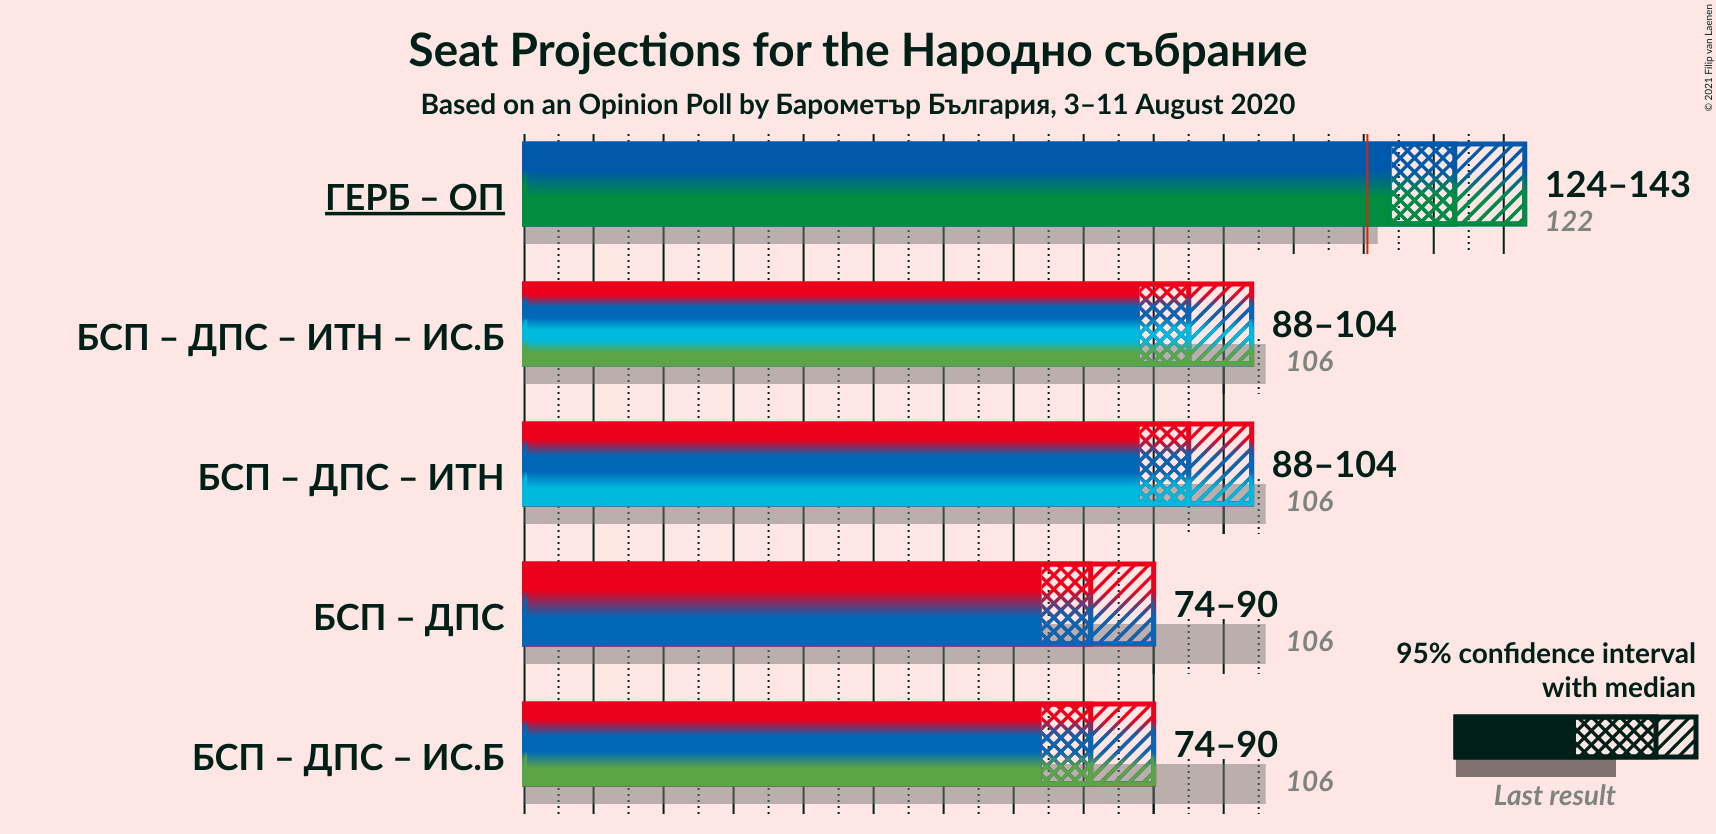 Seat Projections for the Народно събрание
Based on an Opinion Poll by Барометър България, 3–11 August 2020
© 2021 Filip van Laenen
ГЕРБ – ОП
124–143
122
БСП – ДПС – ИТН – ИС.Б
88–104
106
БСП – ДПС – ИТН
88–104
106
БСП – ДПС
74–90
106
БСП – ДПС – ИС.Б
74–90
106
95% confidence interval
with median
Last result